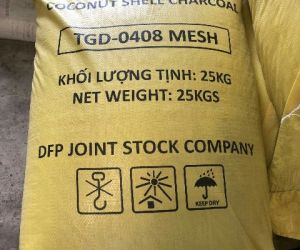 COCONUT SHELL CHARCOAL
TGD-0408 MESH
KHỐI LƯỢNG TỊNH: 25KG
NET WEIGHT: 25KGS
DFP JOINT STOCK COMPANY
KEEP DRY